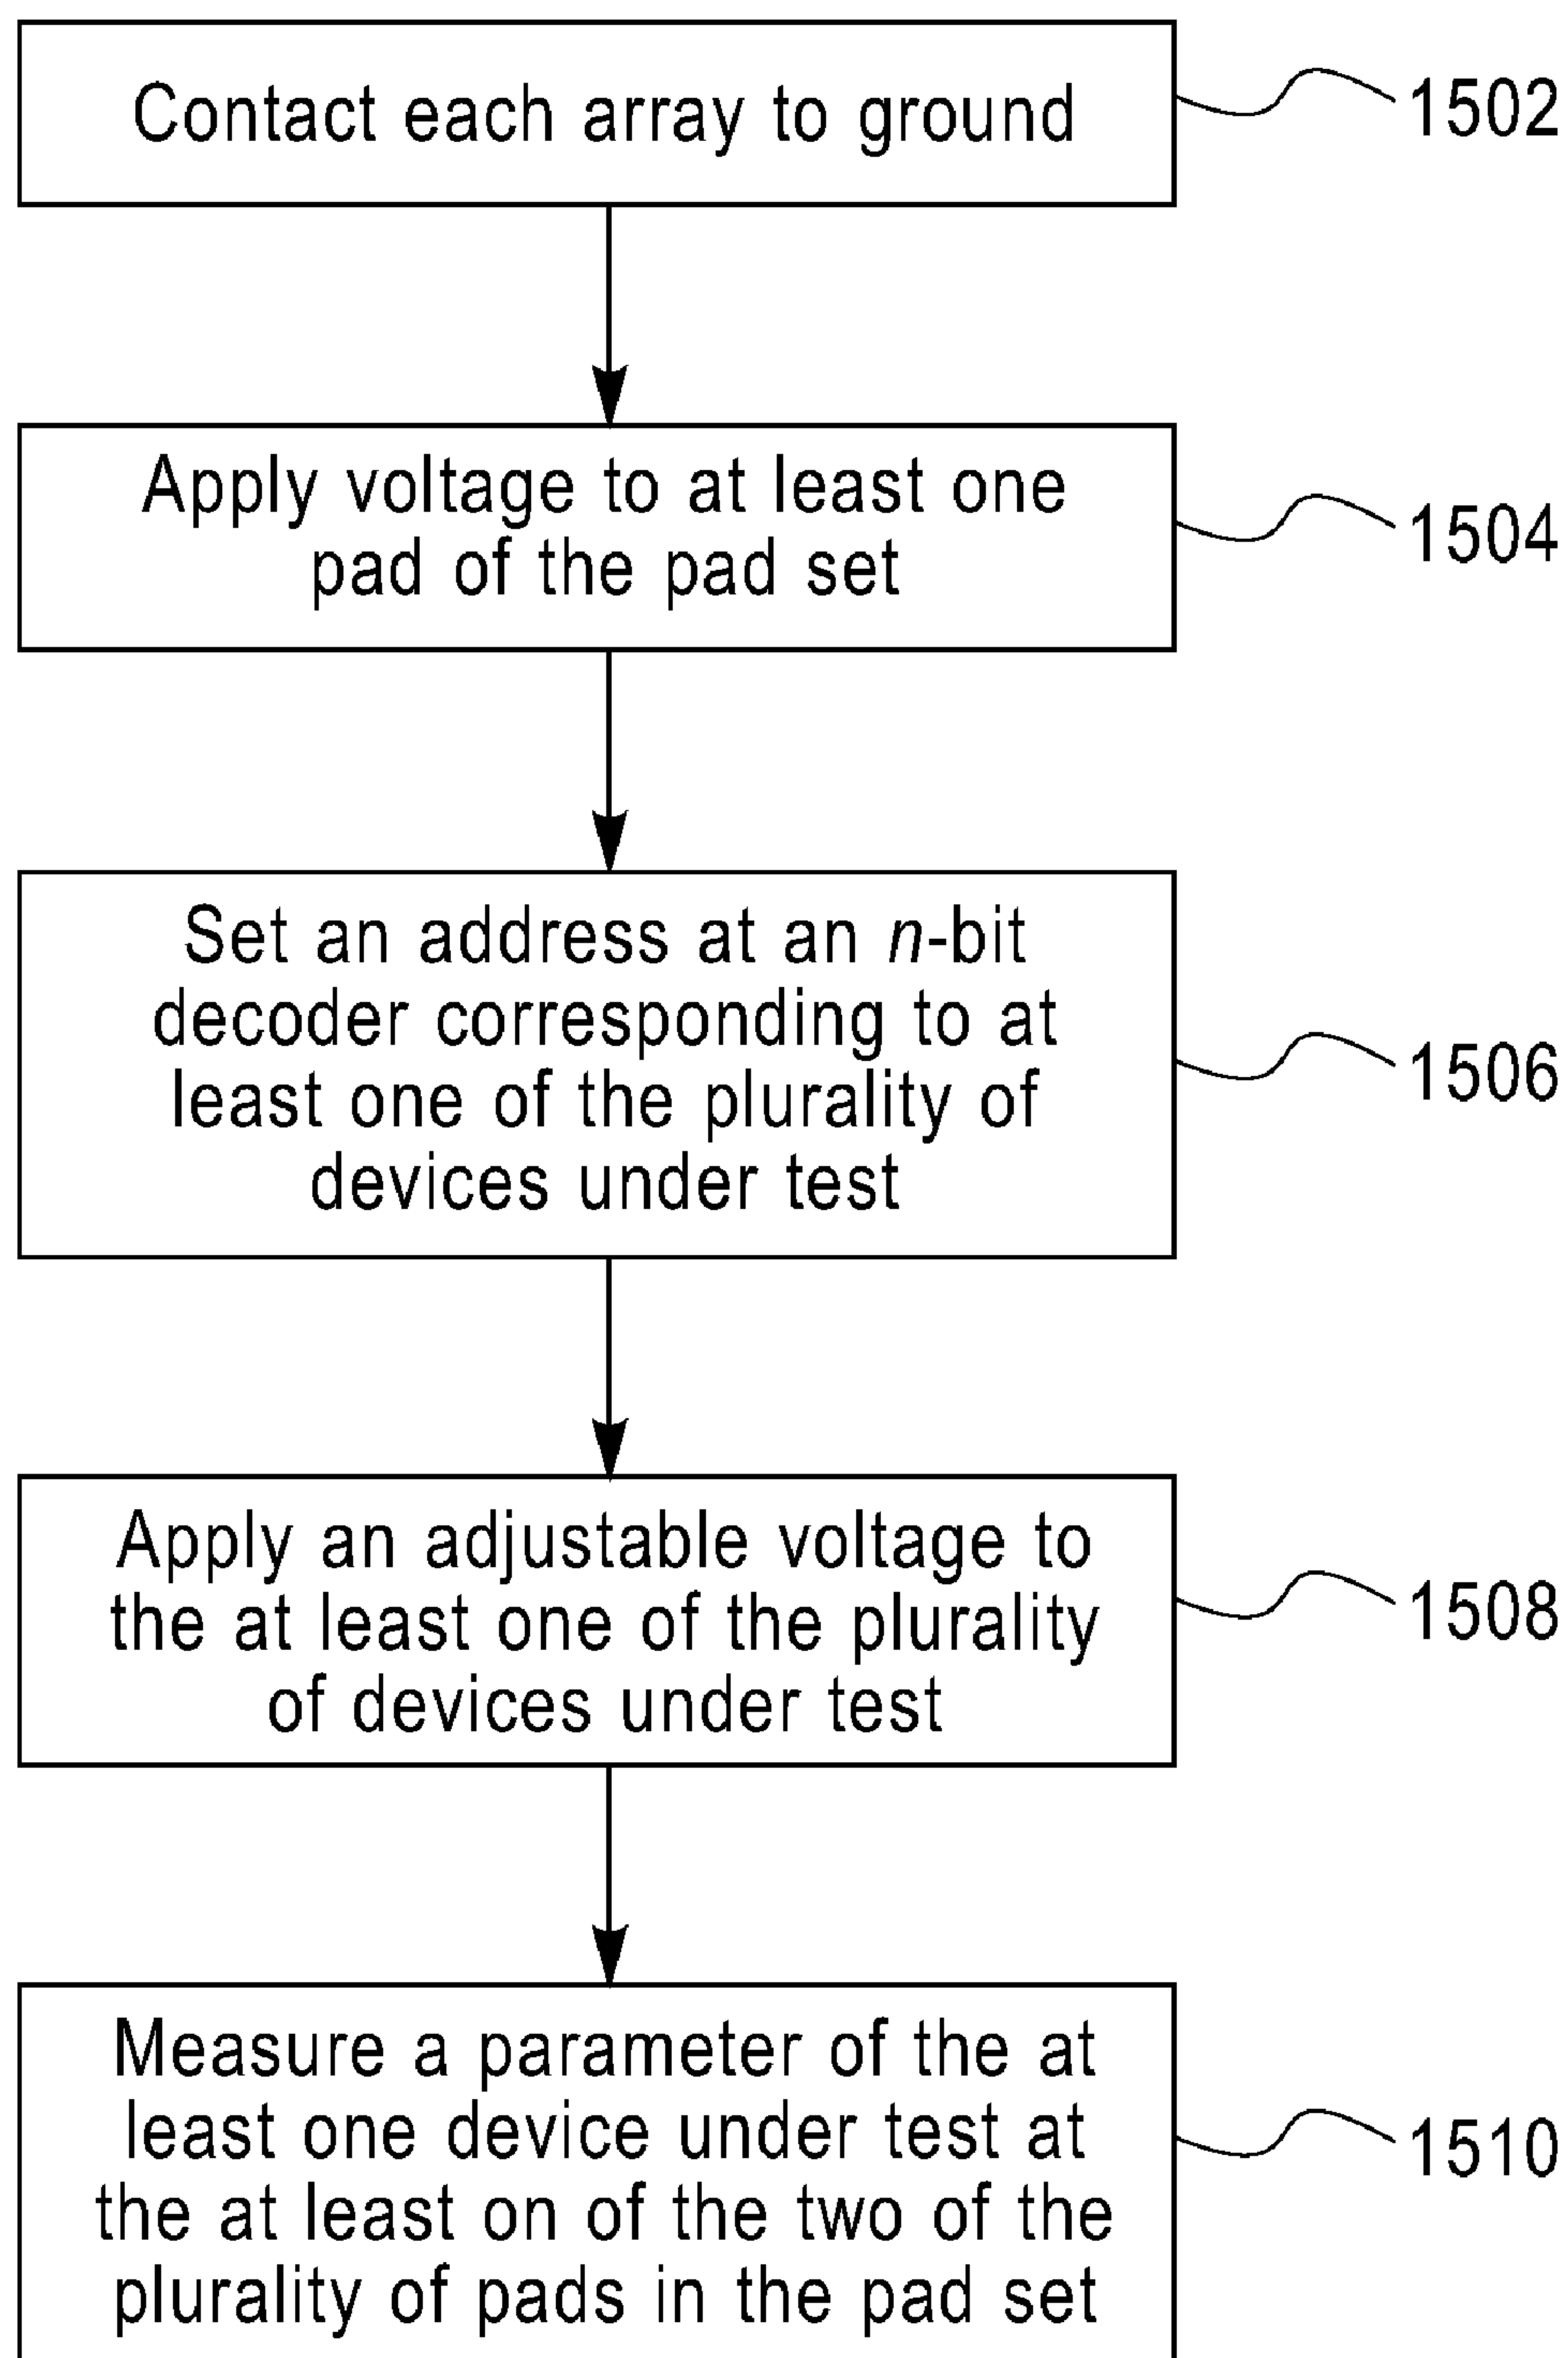 Contact each array to ground
1502
Apply voltage to at least one
pad of the pad set
1504
Set an address at an n-bit
decoder corresponding to at
least one of the plurality of
devices under test
1506
Apply an adjustable voltage to
the at least one of the plurality
of devices under test
1508
Measure a parameter of the at
least one device under test at
the at least on of the two of the
plurality of pads in the pad set
1510